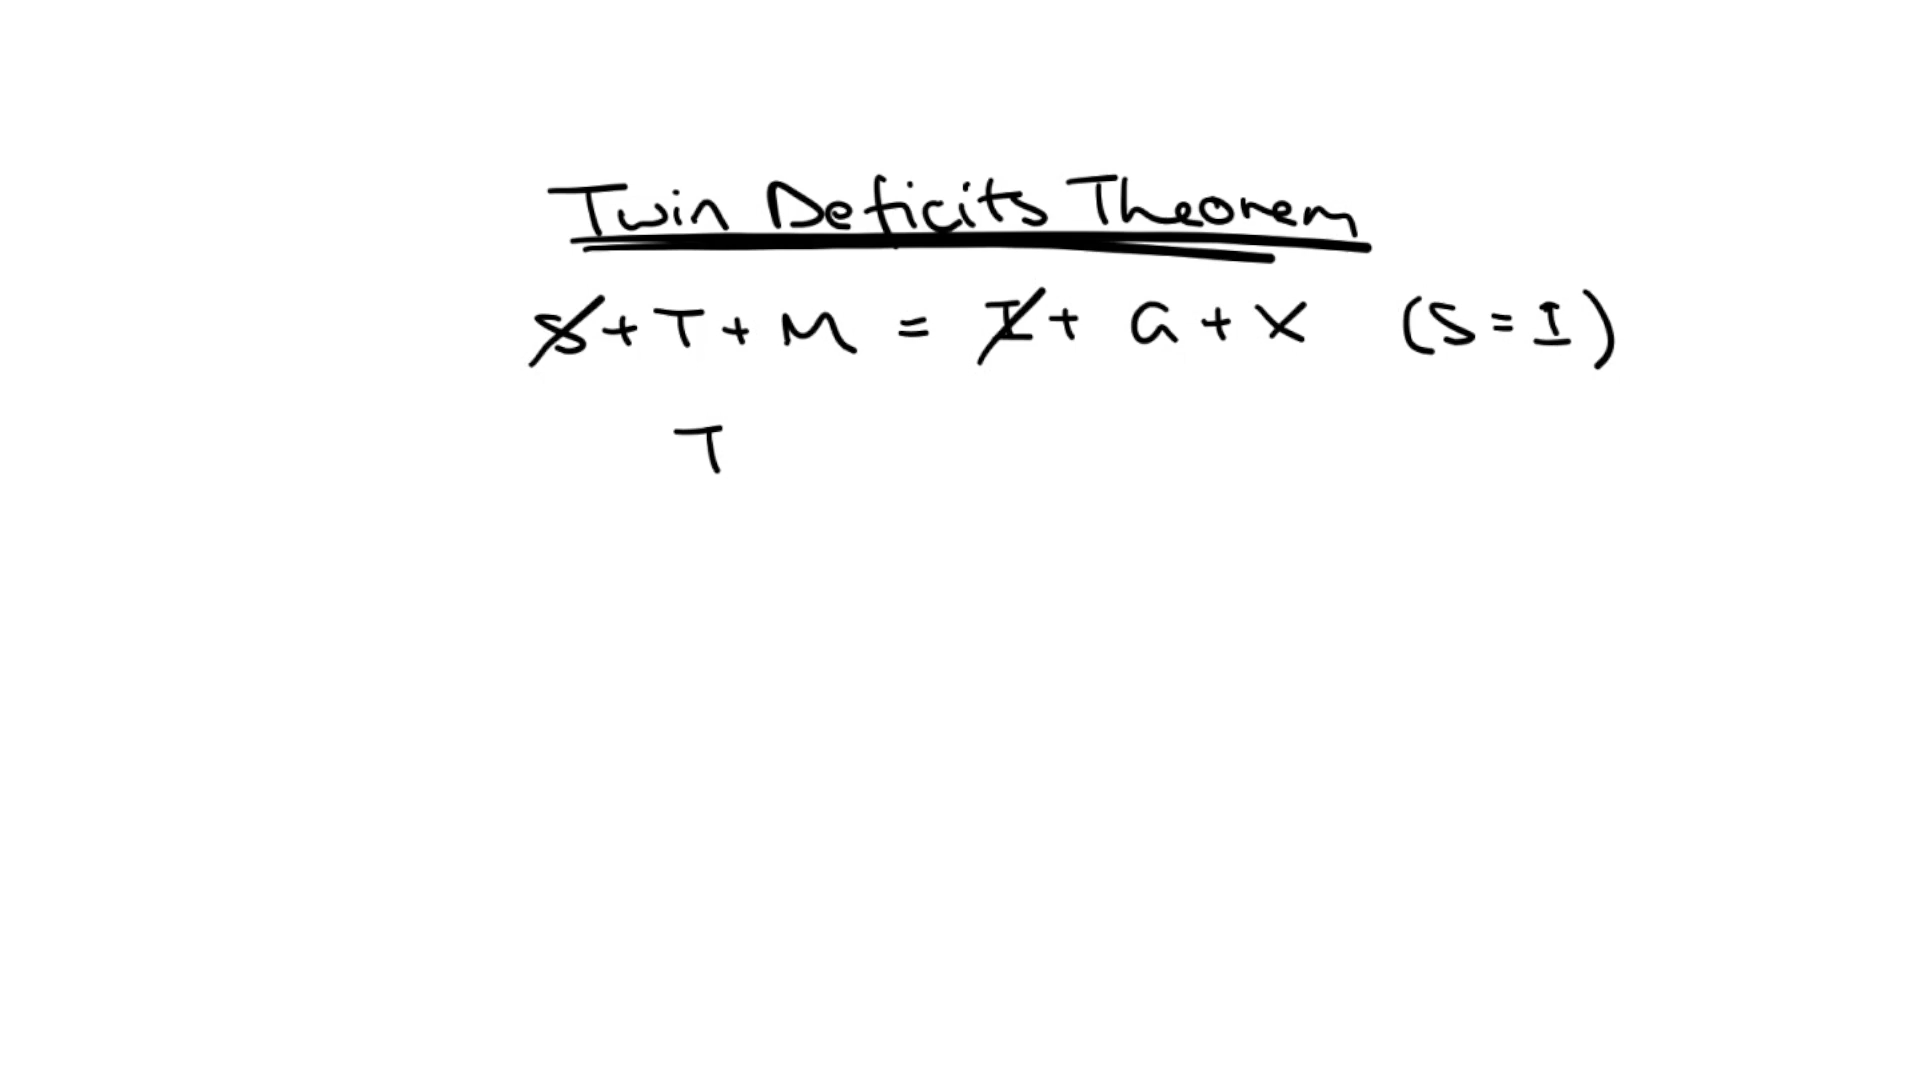 Twin Deficits Theorem
S + T + M = I + G + X (S = I)
T